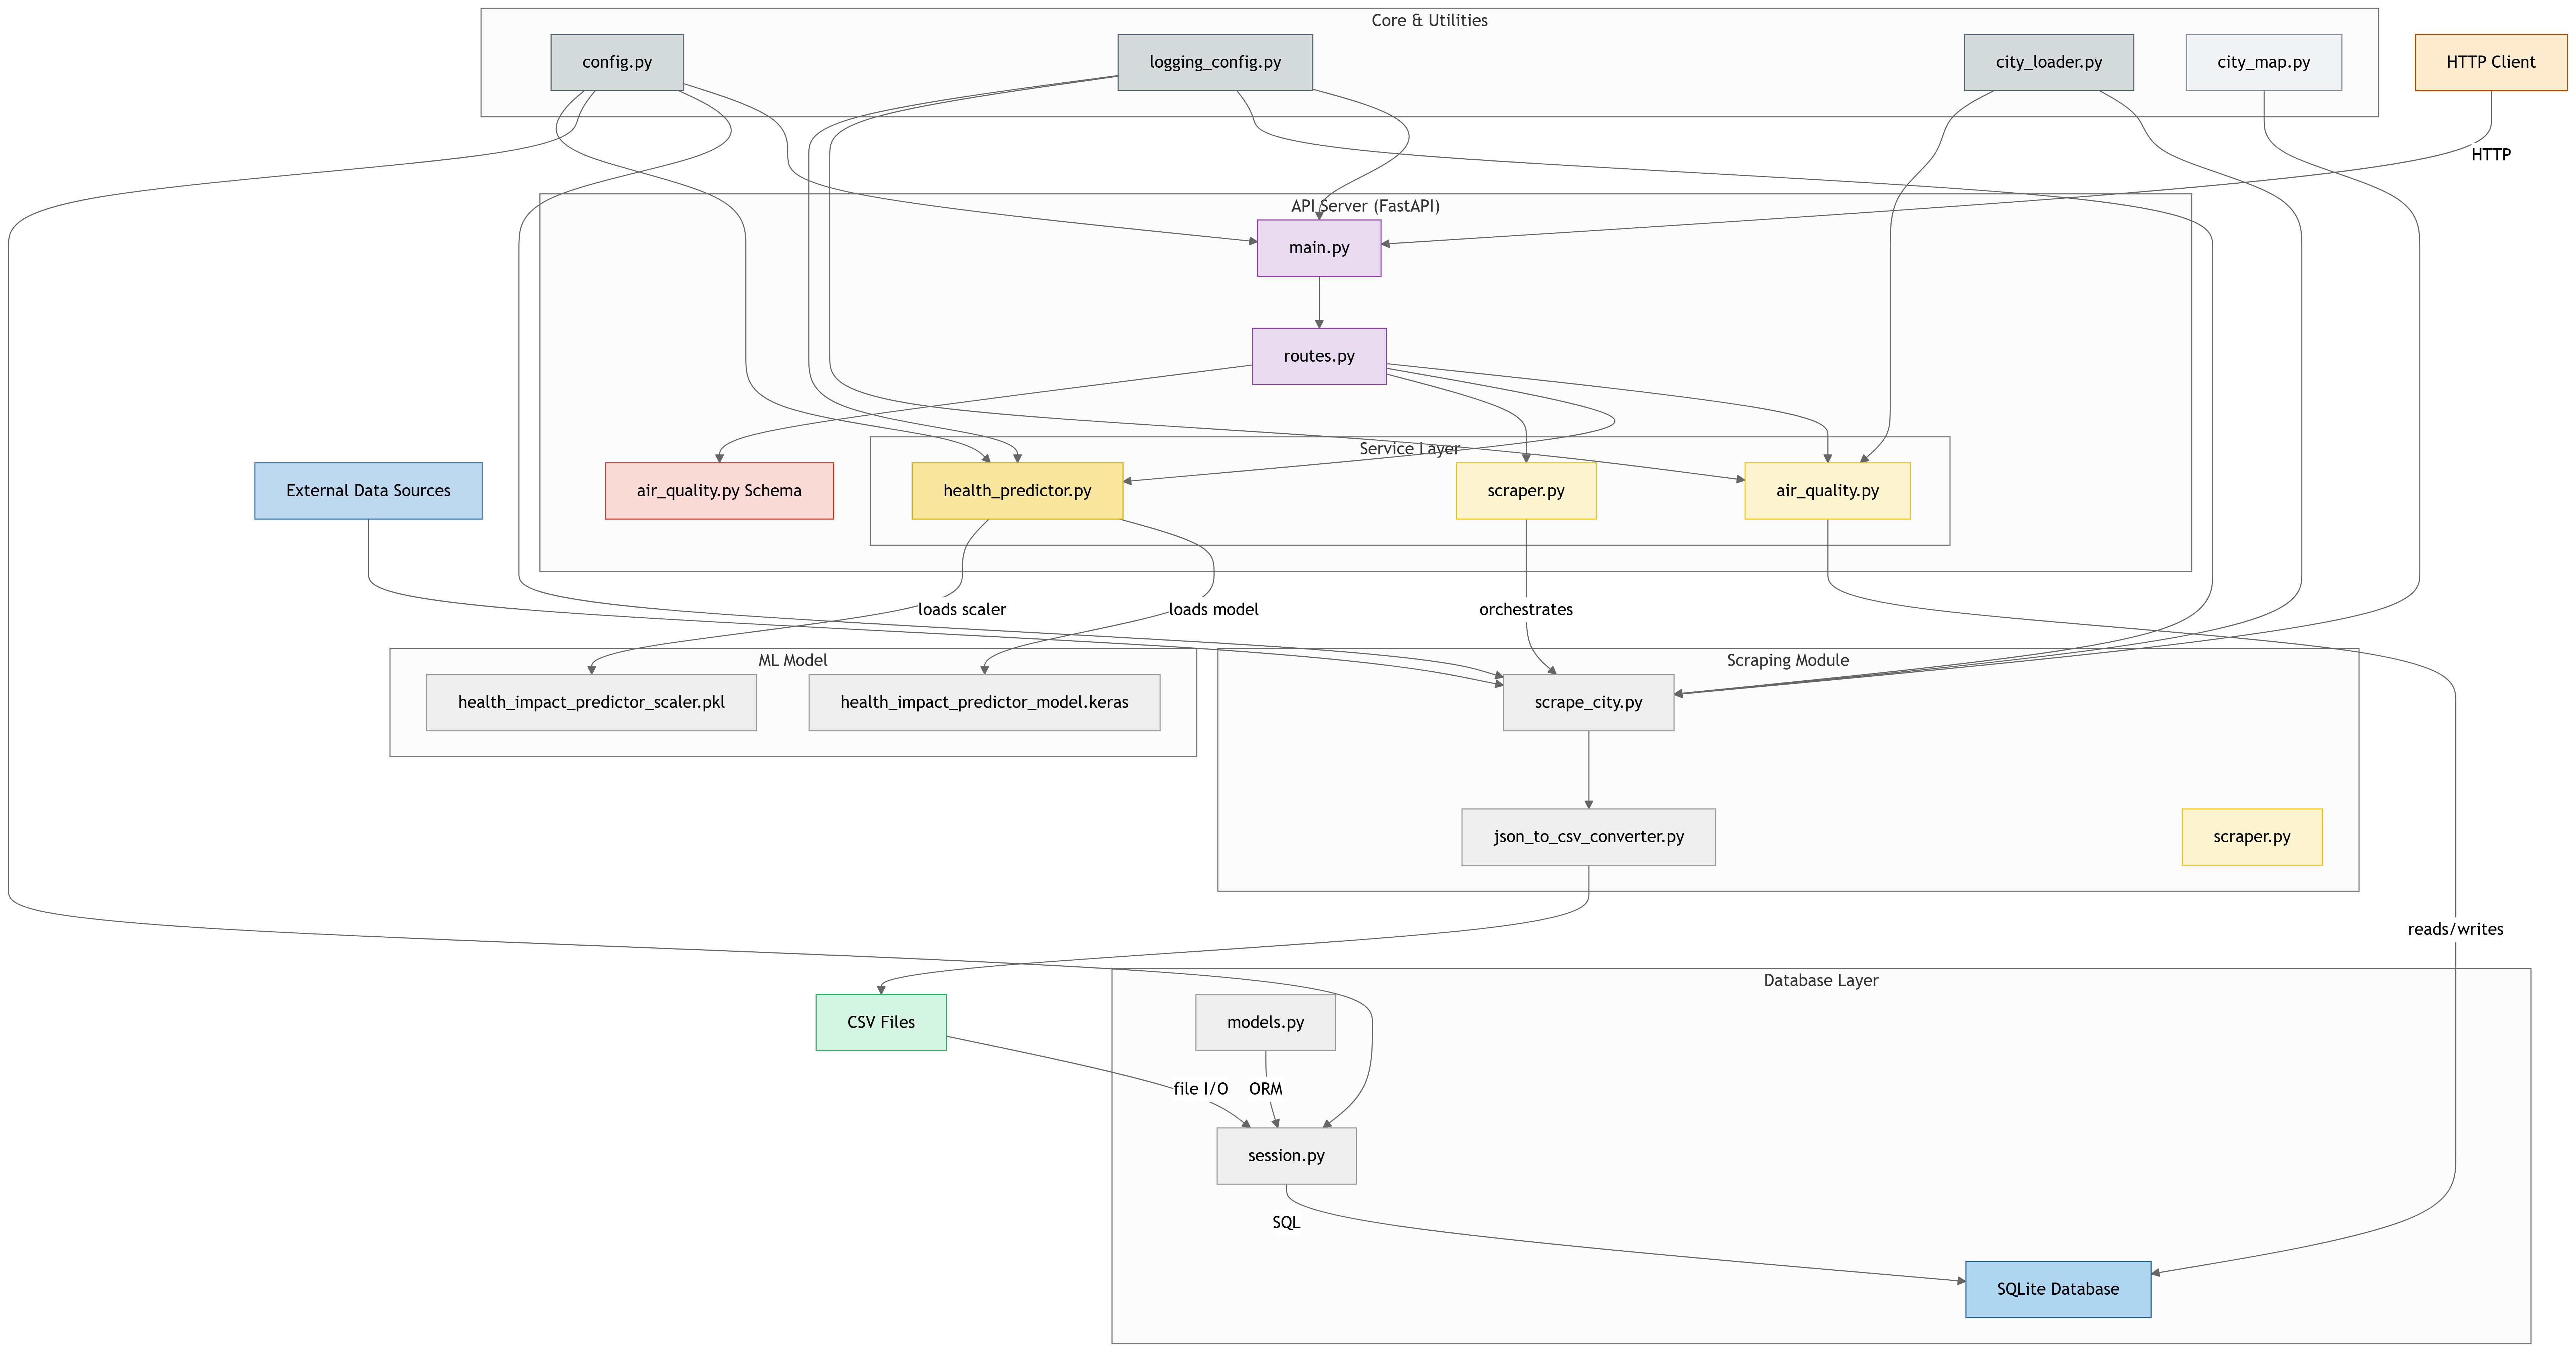 Core & Utilities
config.py
logging_config.py
city_loader.py
city_map.py
HTTP Client
HTTP
API Server (FastAPI)
main.py
routes.py
Service Layer
External Data Sources
air_quality.py Schema
health_predictor.py
scraper.py
air_quality.py
loads scaler
loads model
orchestrates
ML Model
health_impact_predictor_scaler.pkl
health_impact_predictor_model.keras
Scraping Module
scrape_city.py
json_to_csv_converter.py
scraper.py
reads/writes
Database Layer
CSV Files
models.py
file I/O
ORM
session.py
SQL
SQLite Database